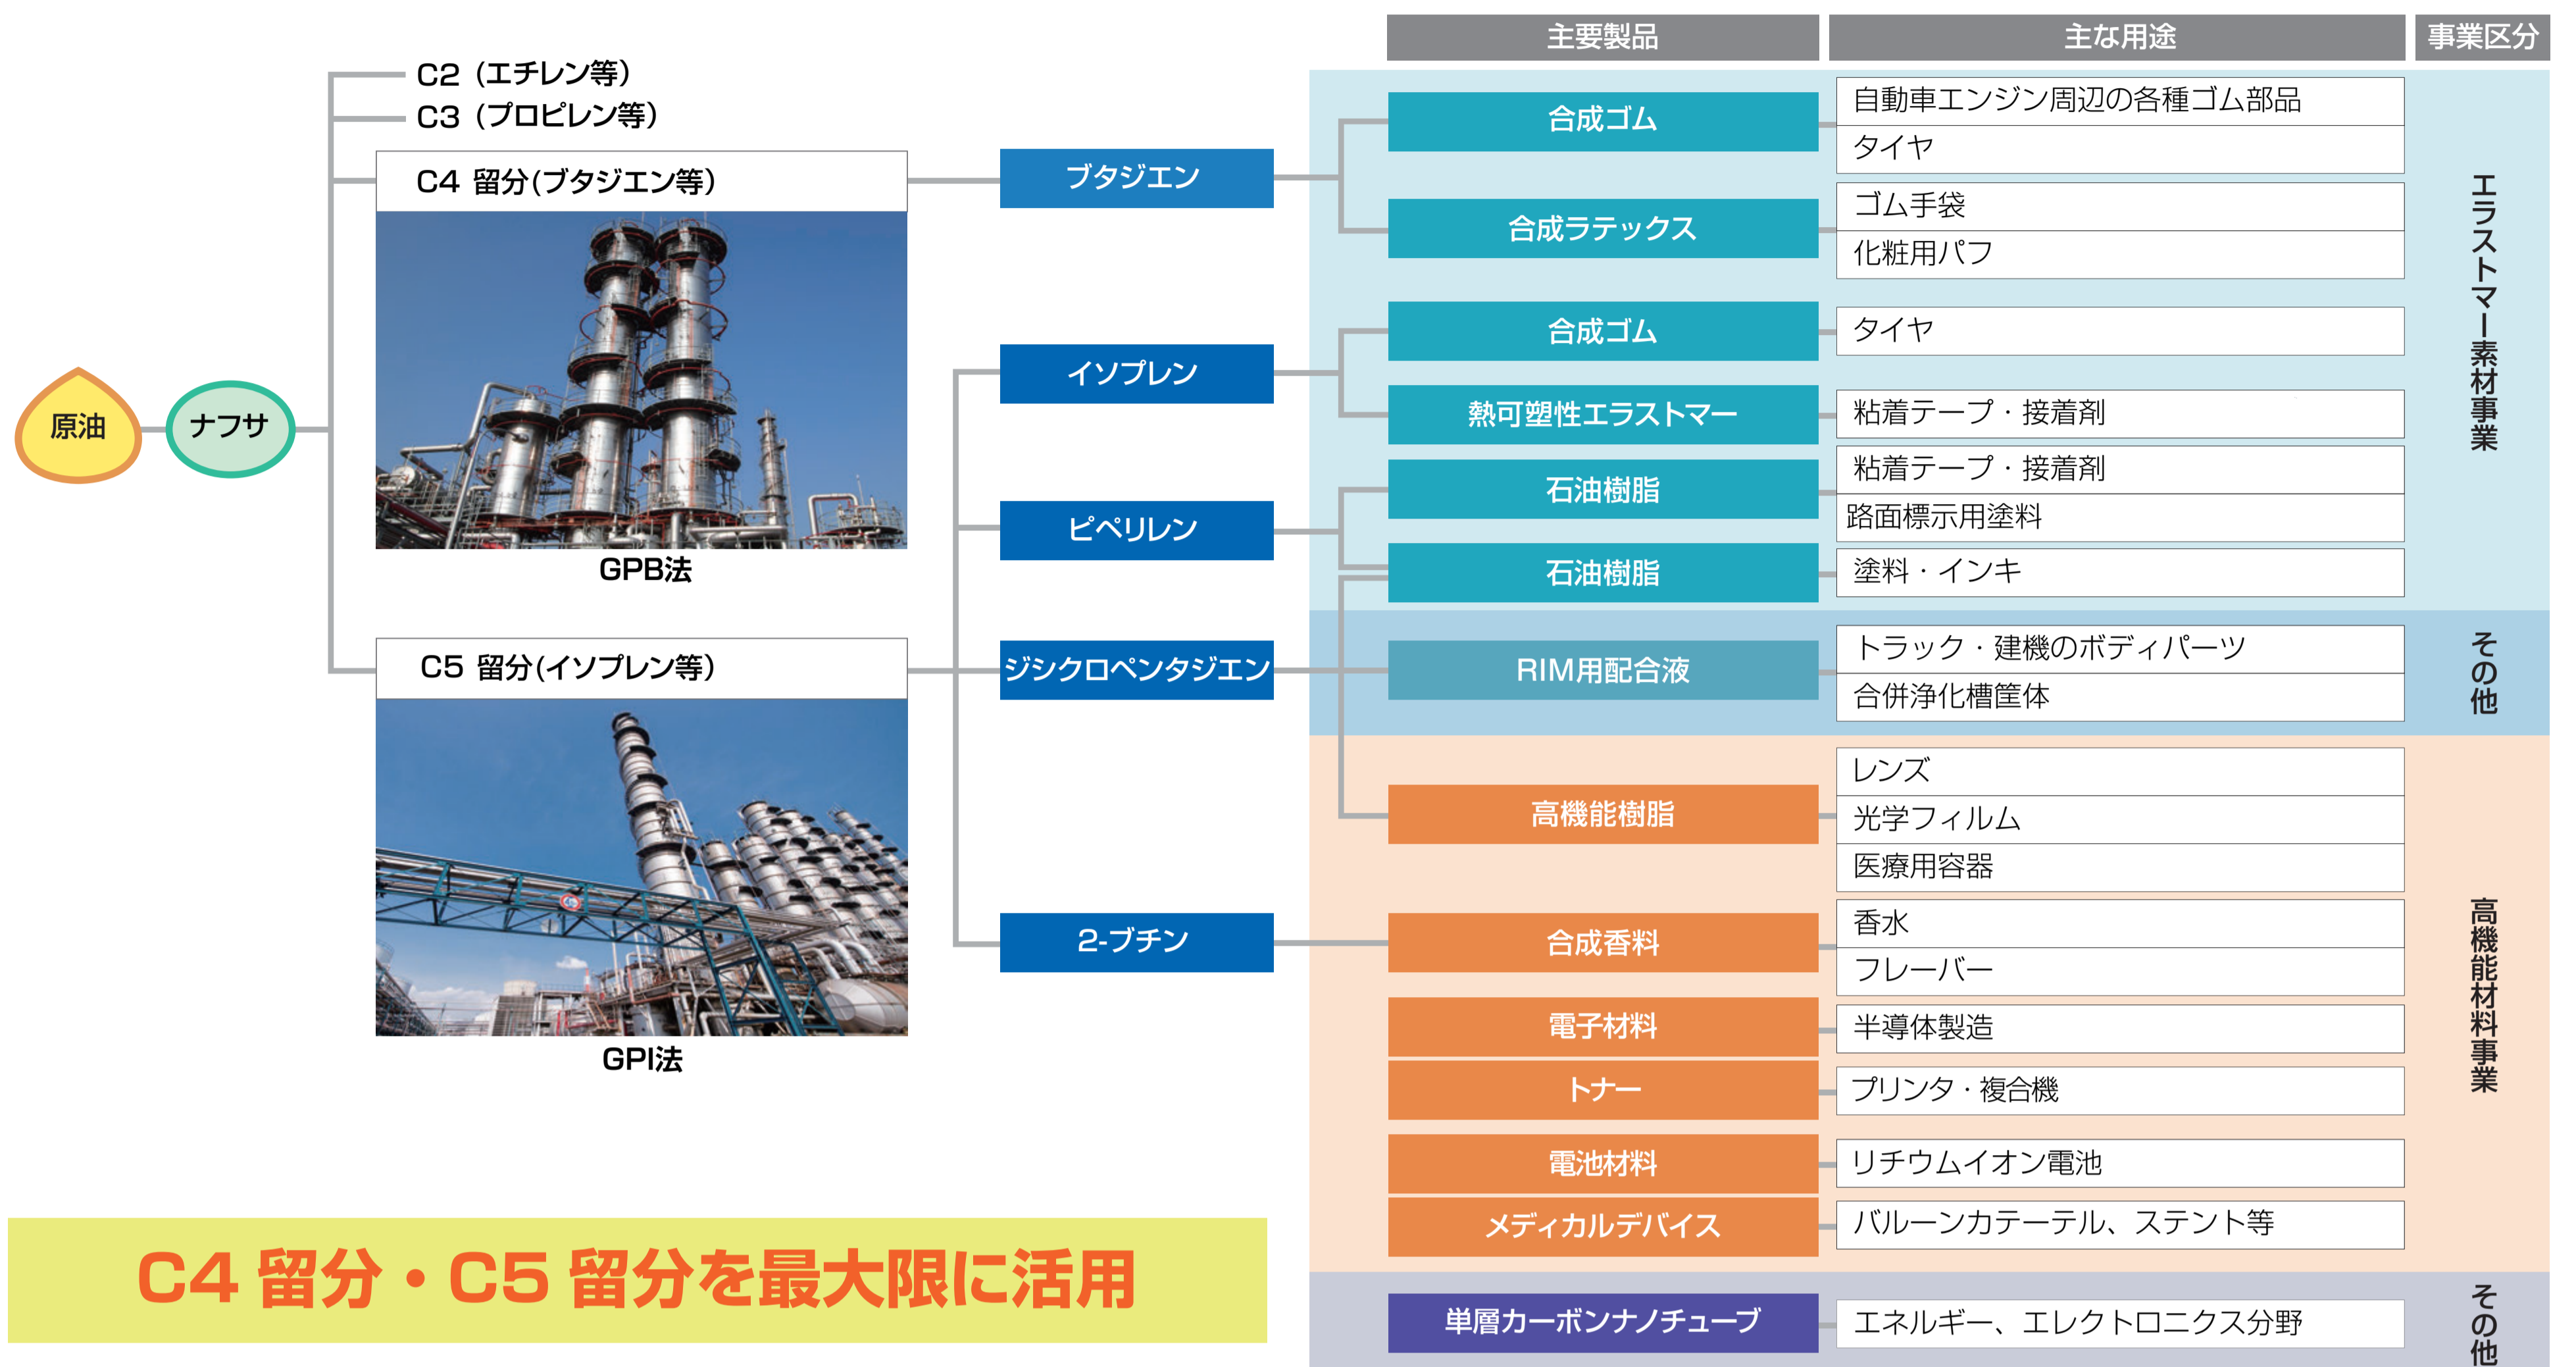 主要製品
主な用途
事業区分
C2 (エチレン等)
C3 (プロピレン等)
C4 留分(ブタジエン等)
GPB法
原油
ナフサ
C5 留分(イソプレン等)
GPI法
ブタジエン
イソプレン
ピペリレン
ジシクロペンタジエン
2-ブチン
合成ゴム
自動車エンジン周辺の各種ゴム部品
タイヤ
合成ラテックス
ゴム手袋
化粧用パフ
合成ゴム
タイヤ
熱可塑性エラストマー
粘着テープ・接着剤
石油樹脂
粘着テープ・接着剤
路面標示用塗料
石油樹脂
塗料・インキ
エラストマー素材事業
RIM用配合液
トラック・建機のボディパーツ
合併浄化槽筐体
その他
高機能樹脂
レンズ
光学フィルム
医療用容器
合成香料
香水
フレーバー
電子材料
半導体製造
トナー
プリンタ・複合機
電池材料
リチウムイオン電池
メディカルデバイス
バルーンカテーテル、ステント等
高機能材料事業
単層カーボンナノチューブ
エネルギー、エレクトロニクス分野
その他
C4 留分・C5 留分を最大限に活用